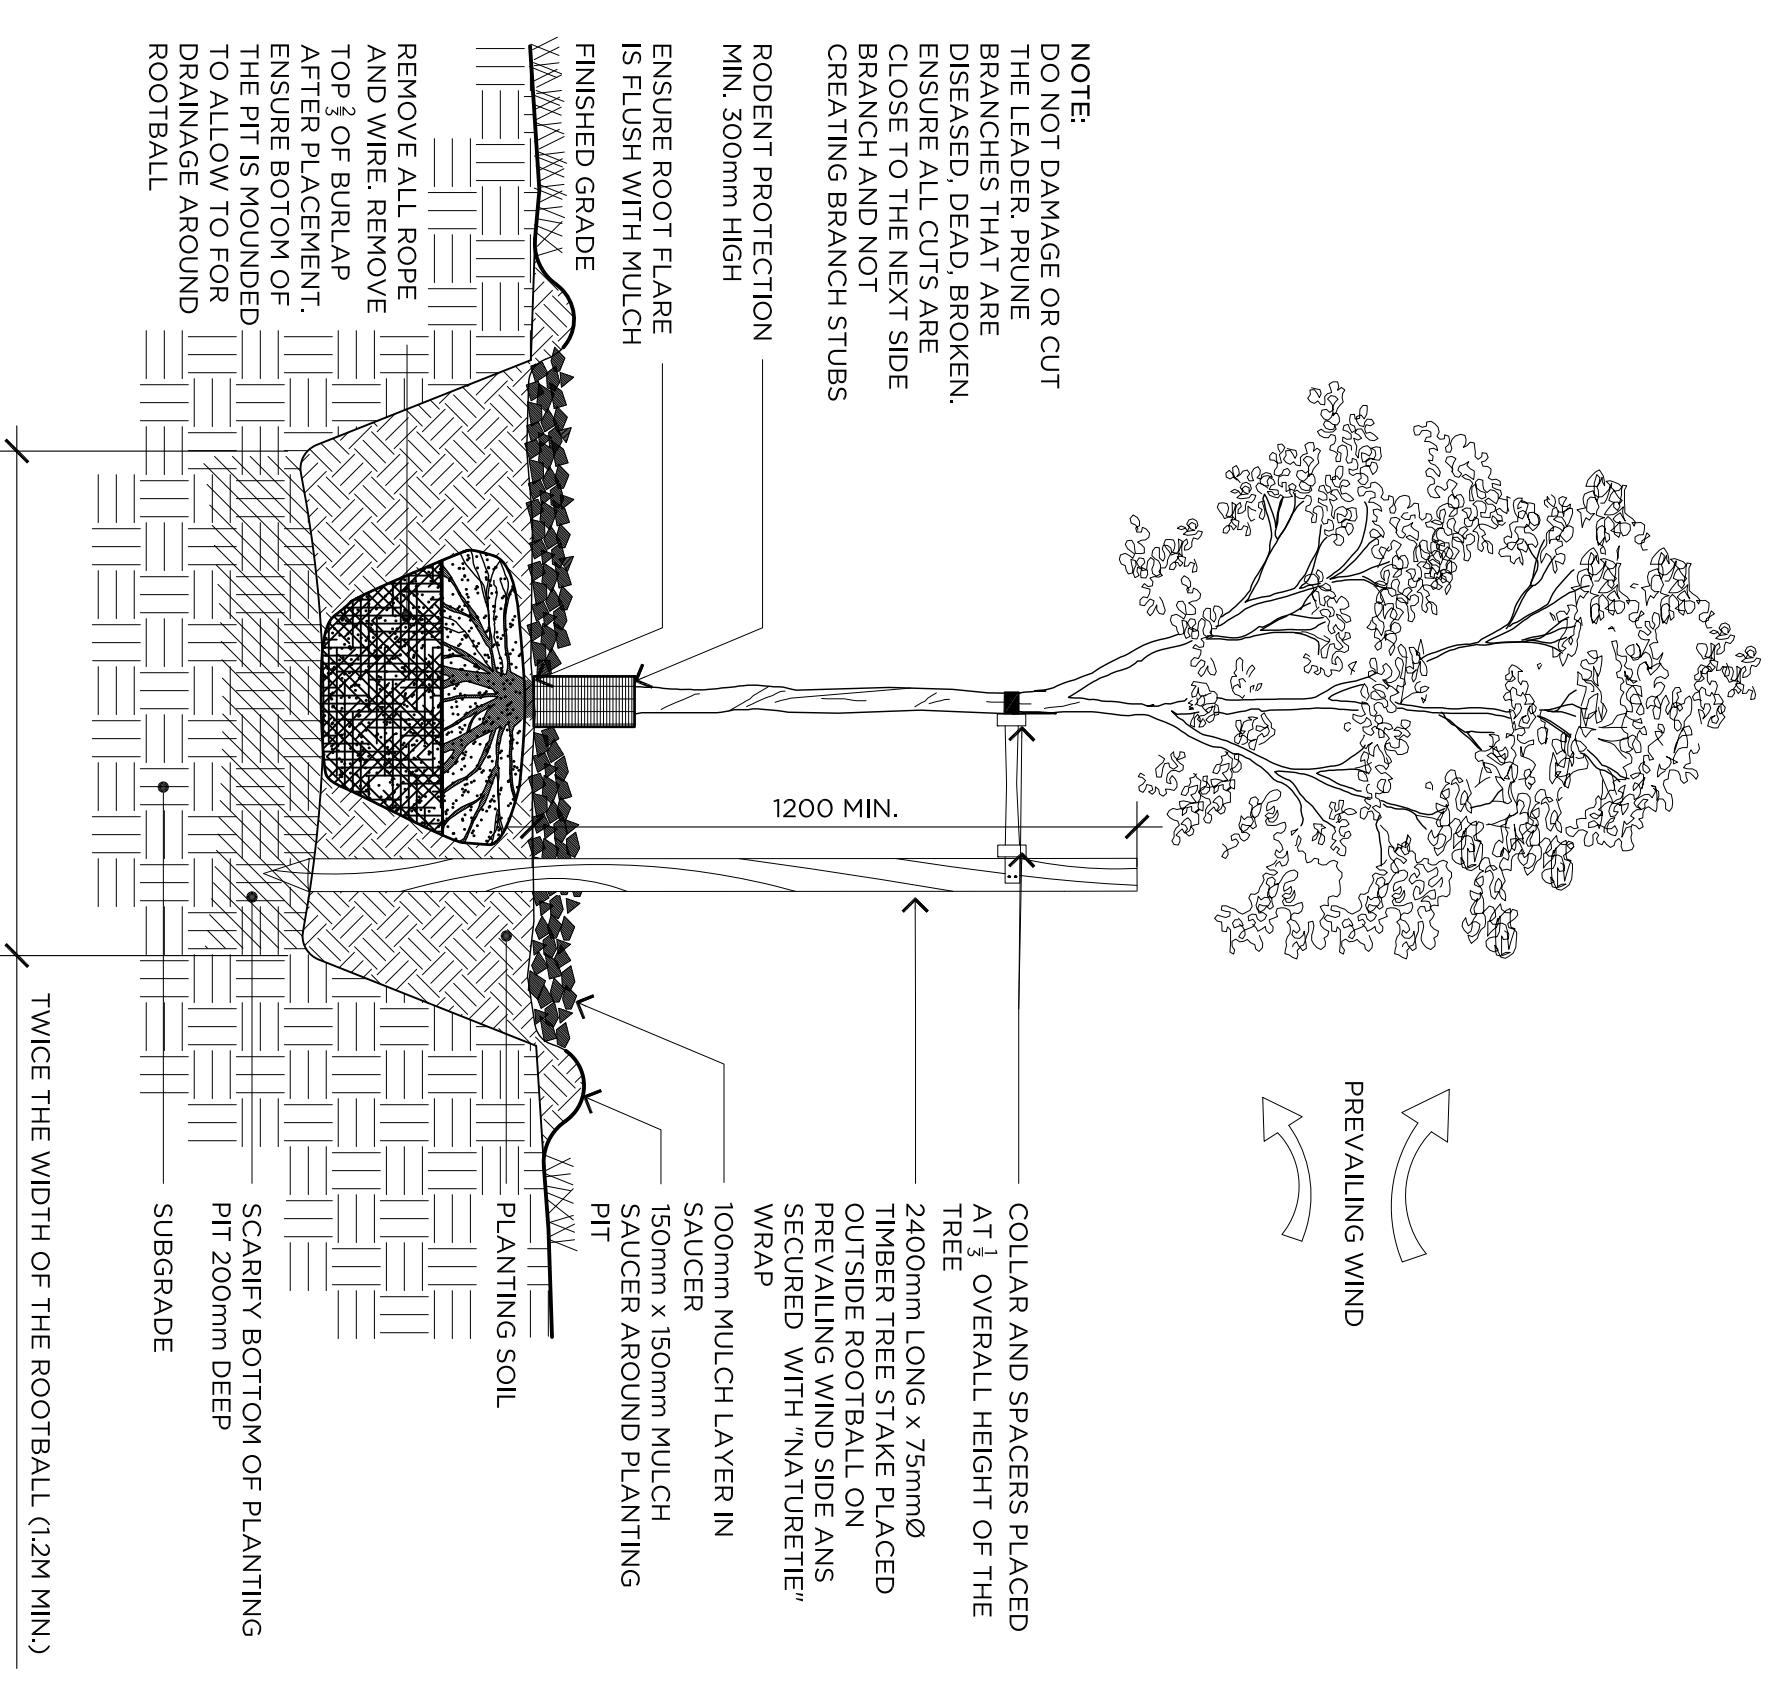 NOTE:
DO NOT DAMAGE OR CUT
THE LEADER. PRUNE
BRANCHES THAT ARE
DISEASED, DEAD, BROKEN.
ENSURE ALL CUTS ARE
CLOSE TO THE NEXT SIDE
BRANCH AND NOT
CREATING BRANCH STUBS
RODENT PROTECTION
MIN. 300mm HIGH
ENSURE ROOT FLARE
IS FLUSH WITH MULCH
FINISHED GRADE
REMOVE ALL ROPE
AND WIRE. REMOVE
TOP ⅔ OF BURLAP
AFTER PLACEMENT.
ENSURE BOTOM OF
THE PIT IS MOUNDED
TO ALLOW TO FOR
DRAINAGE AROUND
ROOTBALL
1200 MIN.
PREVAILING WIND
COLLAR AND SPACERS PLACED
AT ⅓ OVERALL HEIGHT OF THE
TREE
2400mm LONG x 75mmØ
TIMBER TREE STAKE PLACED
OUTSIDE ROOTBALL ON
PREVAILING WIND SIDE ANS
SECURED WITH "NATURETIE"
WRAP
100mm MULCH LAYER IN
SAUCER
150mm x 150mm MULCH
SAUCER AROUND PLANTING
PIT
PLANTING SOIL
SCARIFY BOTTOM OF PLANTING
PIT 200mm DEEP
SUBGRADE
TWICE THE WIDTH OF THE ROOTBALL (1.2M MIN.)